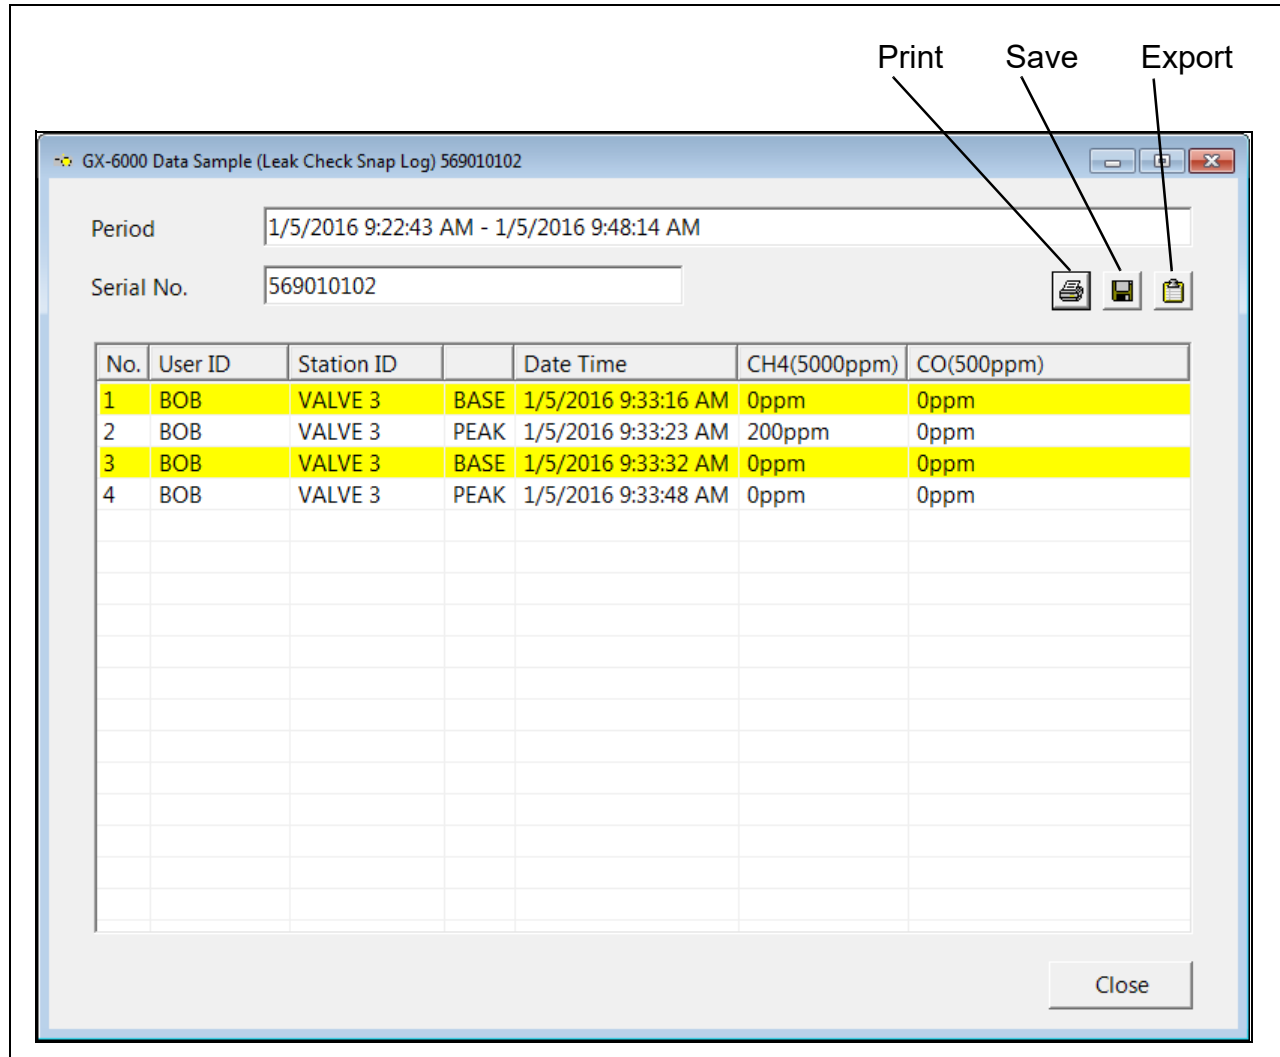 Print Save Export
GX-6000 Data Sample (Leak Check Snap Log) 569010102
Period 1/5/2016 9:22:43 AM - 1/5/2016 9:48:14 AM
Serial No. 569010102
No. User ID Station ID Date Time CH4(5000ppm) CO(500ppm)
1 BOB VALVE 3 BASE 1/5/2016 9:33:16 AM 0ppm 0ppm
2 BOB VALVE 3 PEAK 1/5/2016 9:33:23 AM 200ppm 0ppm
3 BOB VALVE 3 BASE 1/5/2016 9:33:32 AM 0ppm 0ppm
4 BOB VALVE 3 PEAK 1/5/2016 9:33:48 AM 0ppm 0ppm
Close